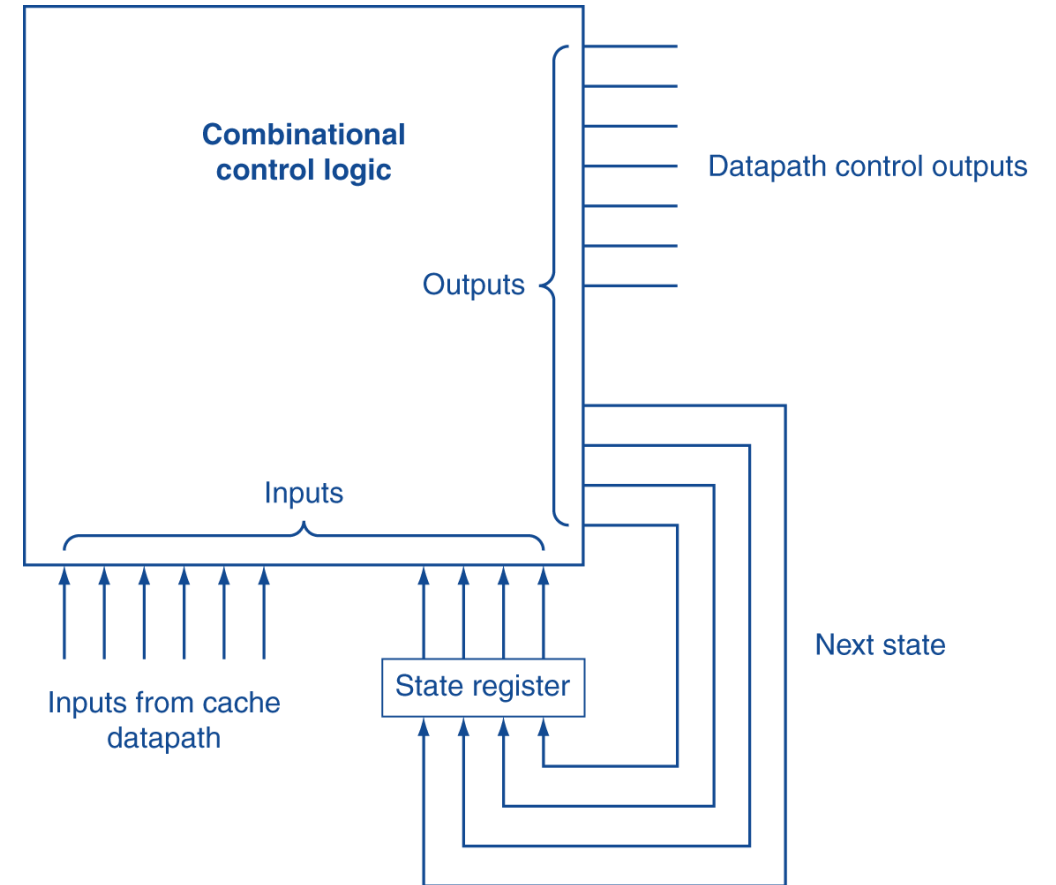 Combinational
control logic
Datapath control outputs
Outputs
Inputs
Next state
State register
Inputs from cache
datapath